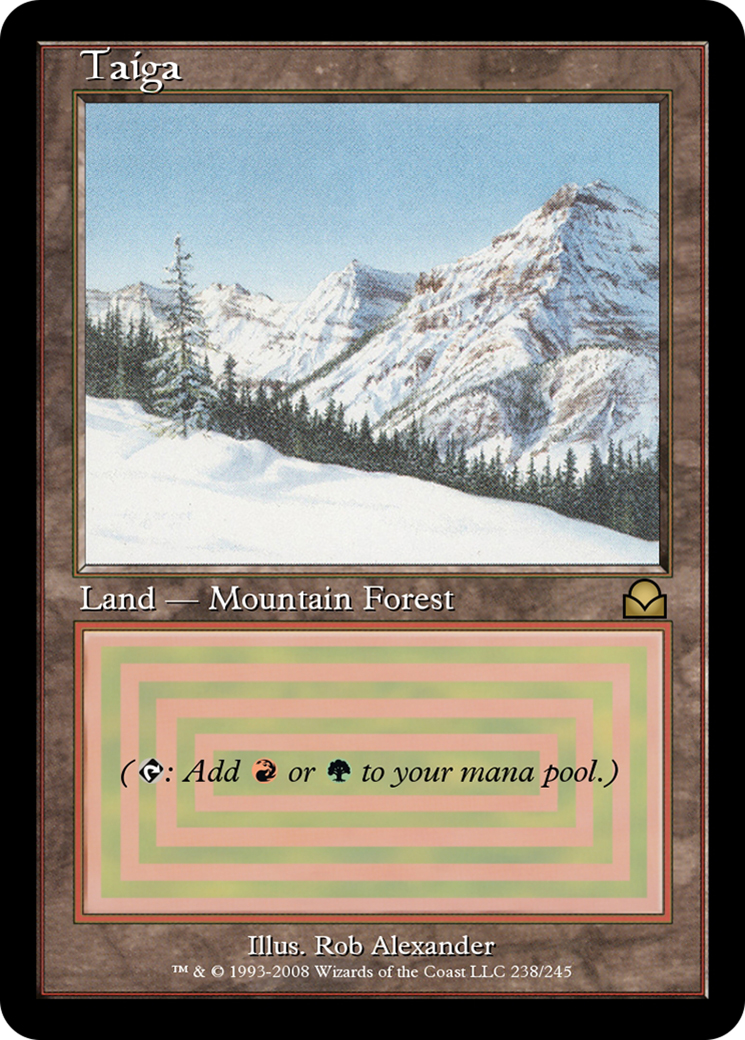 Taiga
Land — Mountain Forest
( : Add or to your mana pool.)
Illus. Rob Alexander
™ & © 1993-2008 Wizards of the Coast LLC 238/245